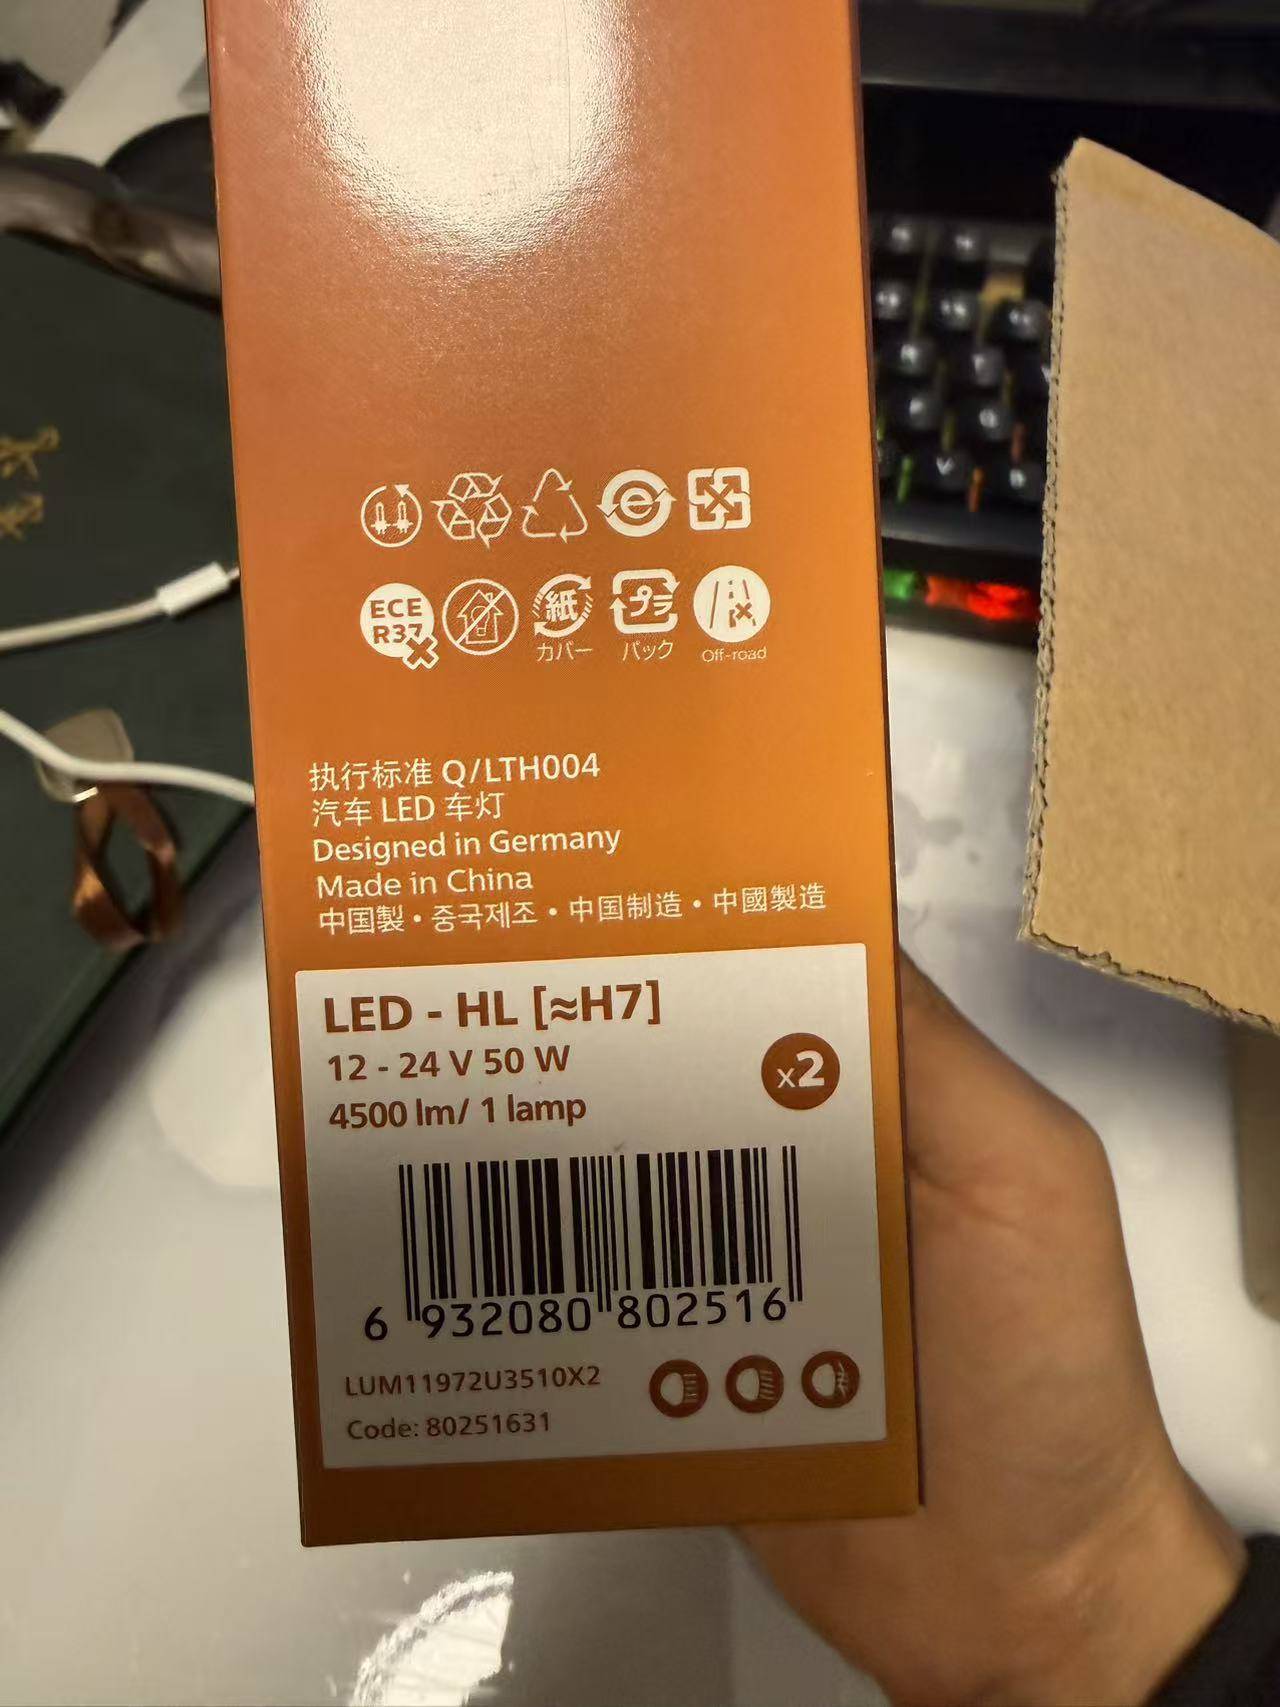 ECE
R37
紙
プラ
カバー
パック
Off-road
执行标准 Q/LTH004
汽车 LED 车灯
Designed in Germany
Made in China
中国製・중국제조・中国制造・中國製造
LED - HL [≈H7]
12 - 24 V 50 W
4500 lm/ 1 lamp
x2
6 932080 802516
LUM11972U3510X2
Code: 80251631